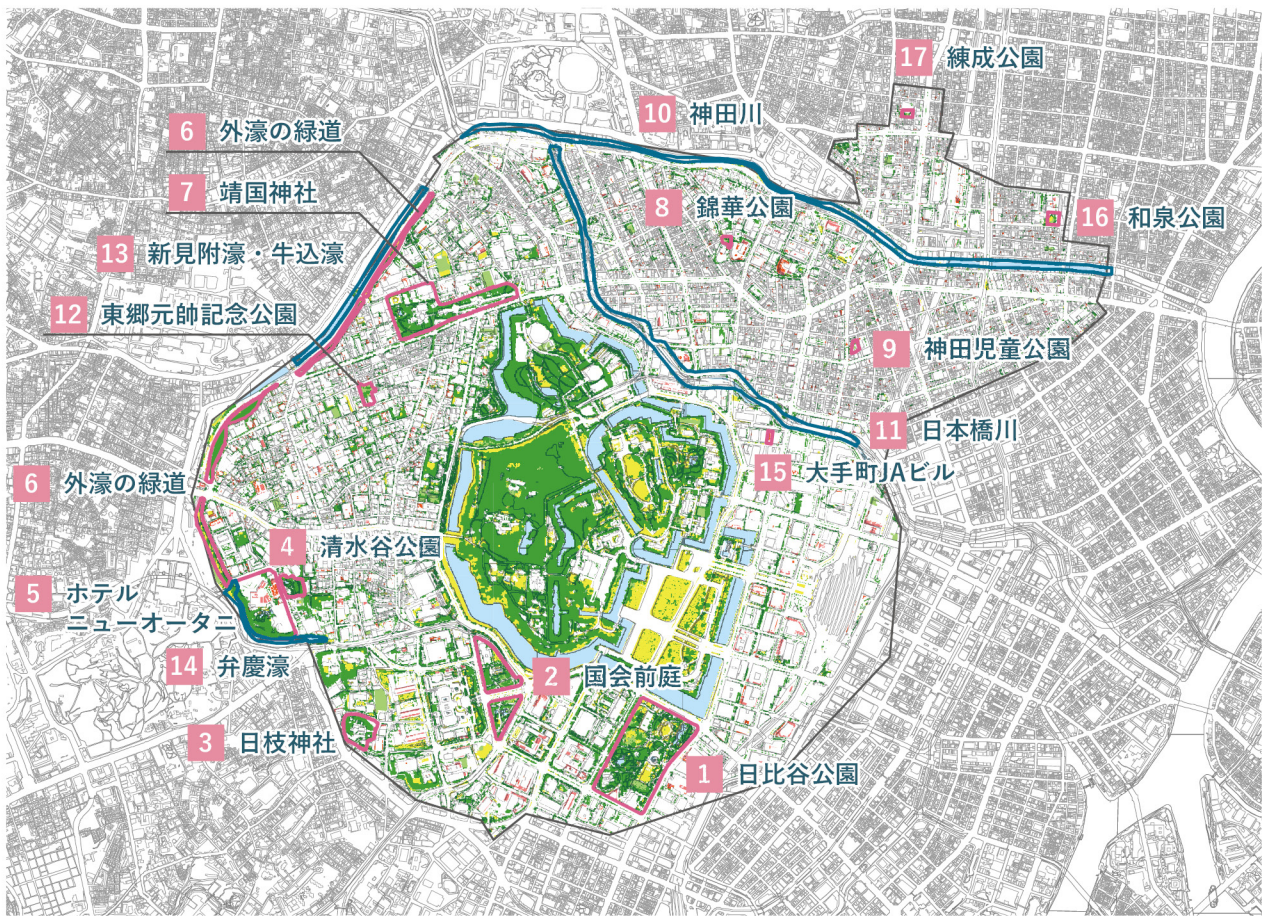 17 練成公園
10 神田川
6 外濠の緑道
7 靖国神社
8 錦華公園
16 和泉公園
13 新見附濠・牛込濠
12 東郷元帥記念公園
9 神田児童公園
11 日本橋川
15 大手町JAビル
6 外濠の緑道
4 清水谷公園
5 ホテル
ニューオータニ
14 弁慶濠
2 国会前庭
3 日枝神社
1 日比谷公園